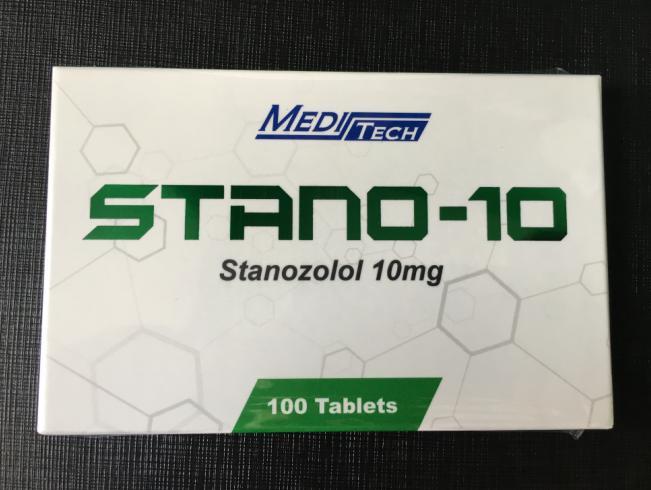 MEDITECH
STANO-10
Stanozolol 10mg
100 Tablets